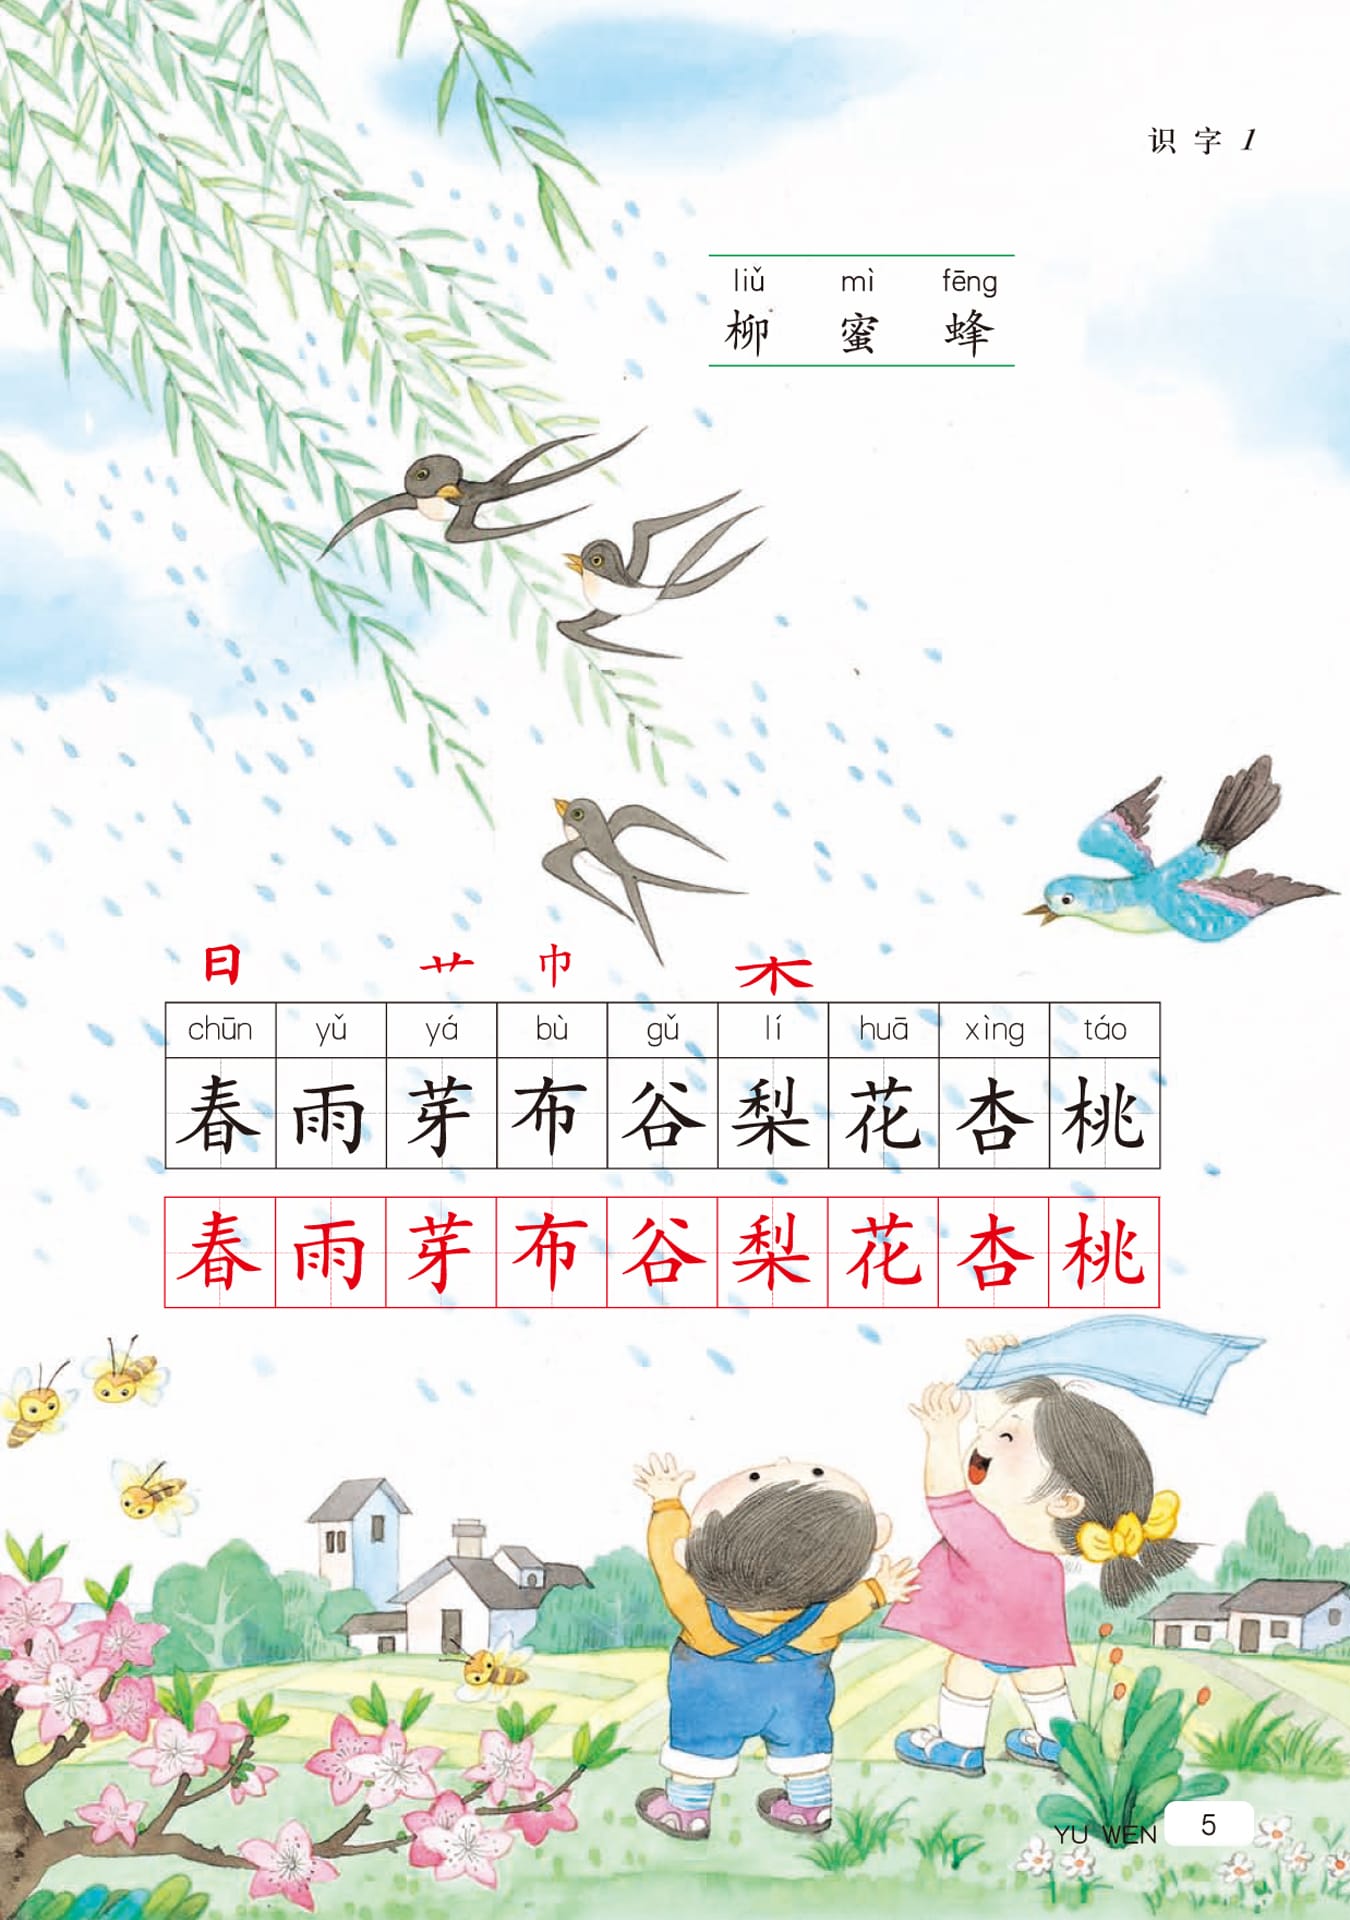 识字 1
liǔ mì fēng
柳 蜜 蜂
日 艹 巾 木
chūn yǔ yá bù gǔ lí huā xìng táo
春 雨 芽 布 谷 梨 花 杏 桃
春 雨 芽 布 谷 梨 花 杏 桃
YU WEN 5